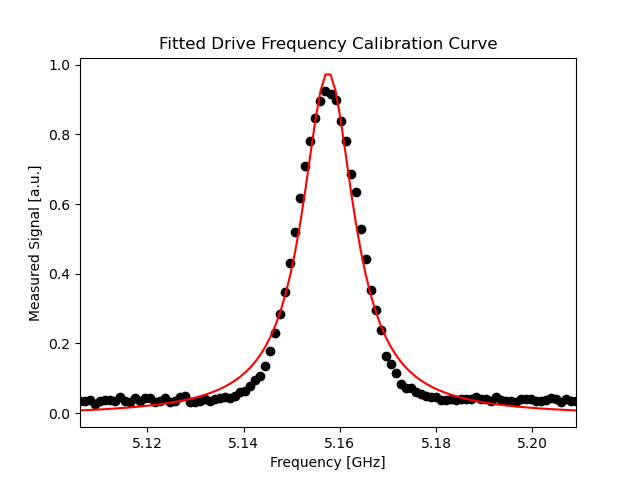 Fitted Drive Frequency Calibration Curve
1.0
0.8
0.6
0.4
0.2
0.0
Measured Signal [a.u.]
5.12 5.14 5.16 5.18 5.20
Frequency [GHz]